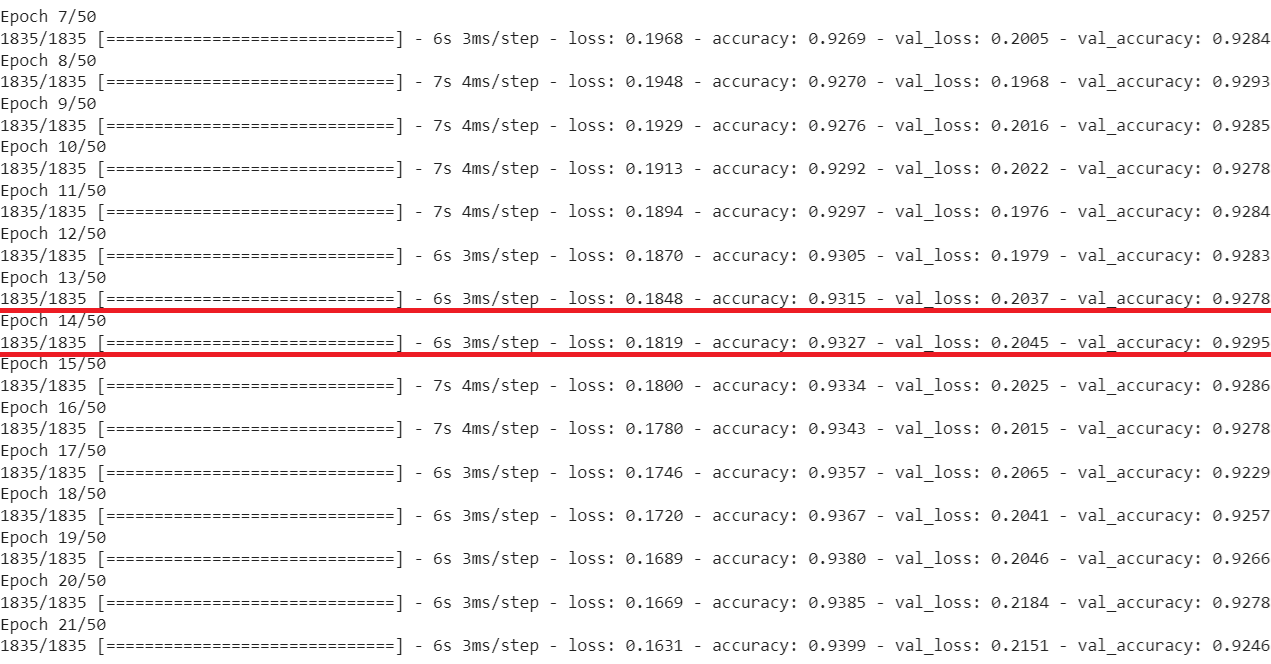 Epoch 7/50
1835/1835 [==============================] - 6s 3ms/step - loss: 0.1968 - accuracy: 0.9269 - val_loss: 0.2005 - val_accuracy: 0.9284
Epoch 8/50
1835/1835 [==============================] - 7s 4ms/step - loss: 0.1948 - accuracy: 0.9270 - val_loss: 0.1968 - val_accuracy: 0.9293
Epoch 9/50
1835/1835 [==============================] - 7s 4ms/step - loss: 0.1929 - accuracy: 0.9276 - val_loss: 0.2016 - val_accuracy: 0.9285
Epoch 10/50
1835/1835 [==============================] - 7s 4ms/step - loss: 0.1913 - accuracy: 0.9292 - val_loss: 0.2022 - val_accuracy: 0.9278
Epoch 11/50
1835/1835 [==============================] - 7s 4ms/step - loss: 0.1894 - accuracy: 0.9297 - val_loss: 0.1976 - val_accuracy: 0.9284
Epoch 12/50
1835/1835 [==============================] - 6s 3ms/step - loss: 0.1870 - accuracy: 0.9305 - val_loss: 0.1979 - val_accuracy: 0.9283
Epoch 13/50
1835/1835 [==============================] - 6s 3ms/step - loss: 0.1848 - accuracy: 0.9315 - val_loss: 0.2037 - val_accuracy: 0.9278
Epoch 14/50
1835/1835 [==============================] - 6s 3ms/step - loss: 0.1819 - accuracy: 0.9327 - val_loss: 0.2045 - val_accuracy: 0.9295
Epoch 15/50
1835/1835 [==============================] - 7s 4ms/step - loss: 0.1800 - accuracy: 0.9334 - val_loss: 0.2025 - val_accuracy: 0.9286
Epoch 16/50
1835/1835 [==============================] - 7s 4ms/step - loss: 0.1780 - accuracy: 0.9343 - val_loss: 0.2015 - val_accuracy: 0.9278
Epoch 17/50
1835/1835 [==============================] - 6s 3ms/step - loss: 0.1746 - accuracy: 0.9357 - val_loss: 0.2065 - val_accuracy: 0.9229
Epoch 18/50
1835/1835 [==============================] - 6s 3ms/step - loss: 0.1720 - accuracy: 0.9367 - val_loss: 0.2041 - val_accuracy: 0.9257
Epoch 19/50
1835/1835 [==============================] - 6s 3ms/step - loss: 0.1689 - accuracy: 0.9380 - val_loss: 0.2046 - val_accuracy: 0.9266
Epoch 20/50
1835/1835 [==============================] - 6s 3ms/step - loss: 0.1669 - accuracy: 0.9385 - val_loss: 0.2184 - val_accuracy: 0.9278
Epoch 21/50
1835/1835 [==============================] - 6s 3ms/step - loss: 0.1631 - accuracy: 0.9399 - val_loss: 0.2151 - val_accuracy: 0.9246